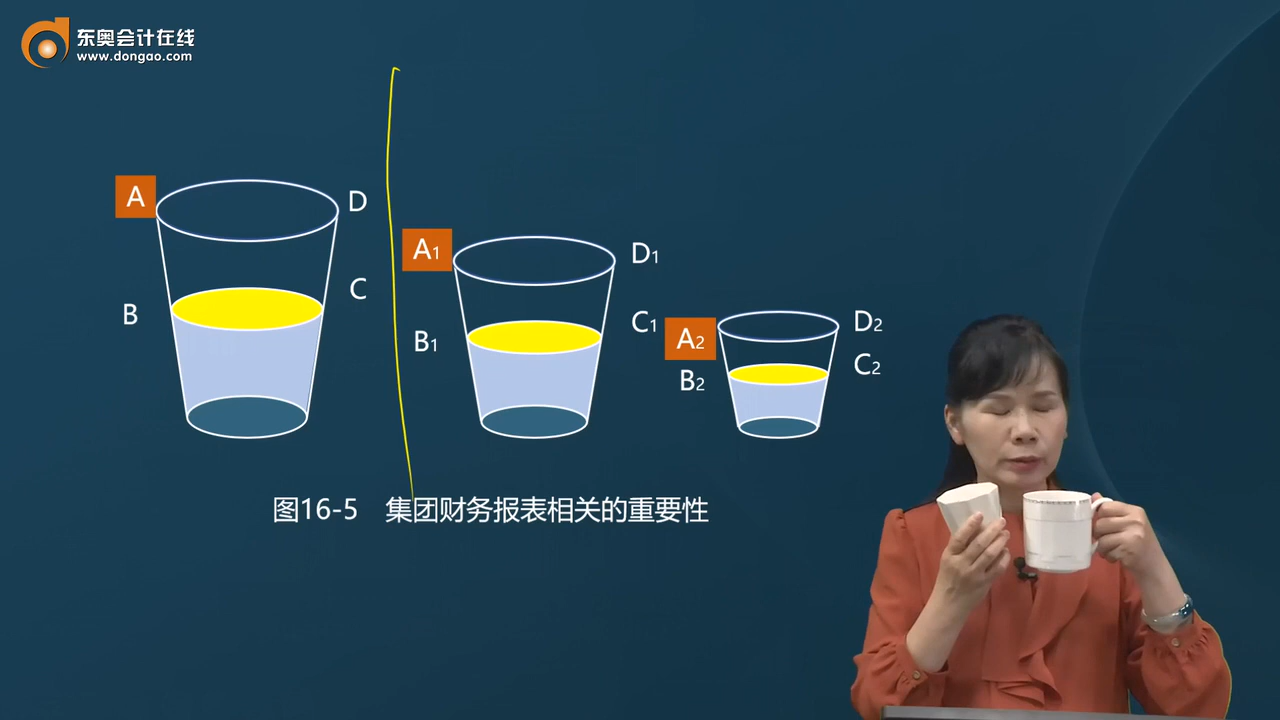 东奥会计在线
www.dongao.com
A
D
B
C
A1
D1
B1
C1
A2
D2
B2
C2
图16-5 集团财务报表相关的重要性